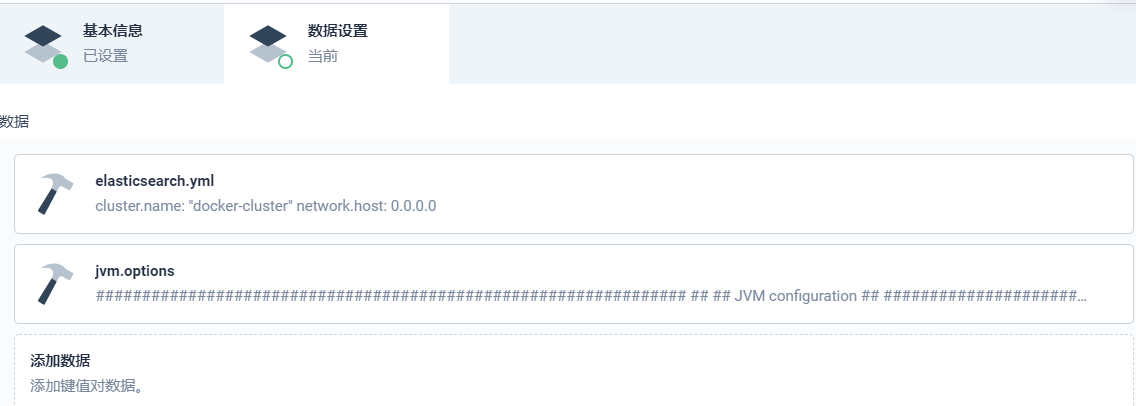 基本信息
已设置
数据设置
当前
数据
elasticsearch.yml
cluster.name: "docker-cluster" network.host: 0.0.0.0
jvm.options
################################################################ ## ## JVM configuration ## #####################...
添加数据
添加键值对数据。